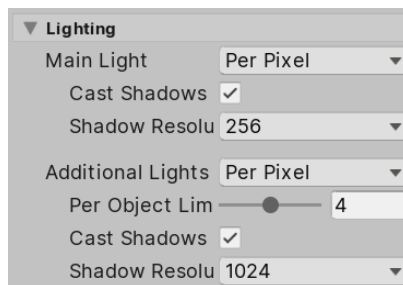 Lighting
Main Light Per Pixel
Cast Shadows
Shadow Resolu 256
Additional Lights Per Pixel
Per Object Lim 4
Cast Shadows
Shadow Resolu 1024